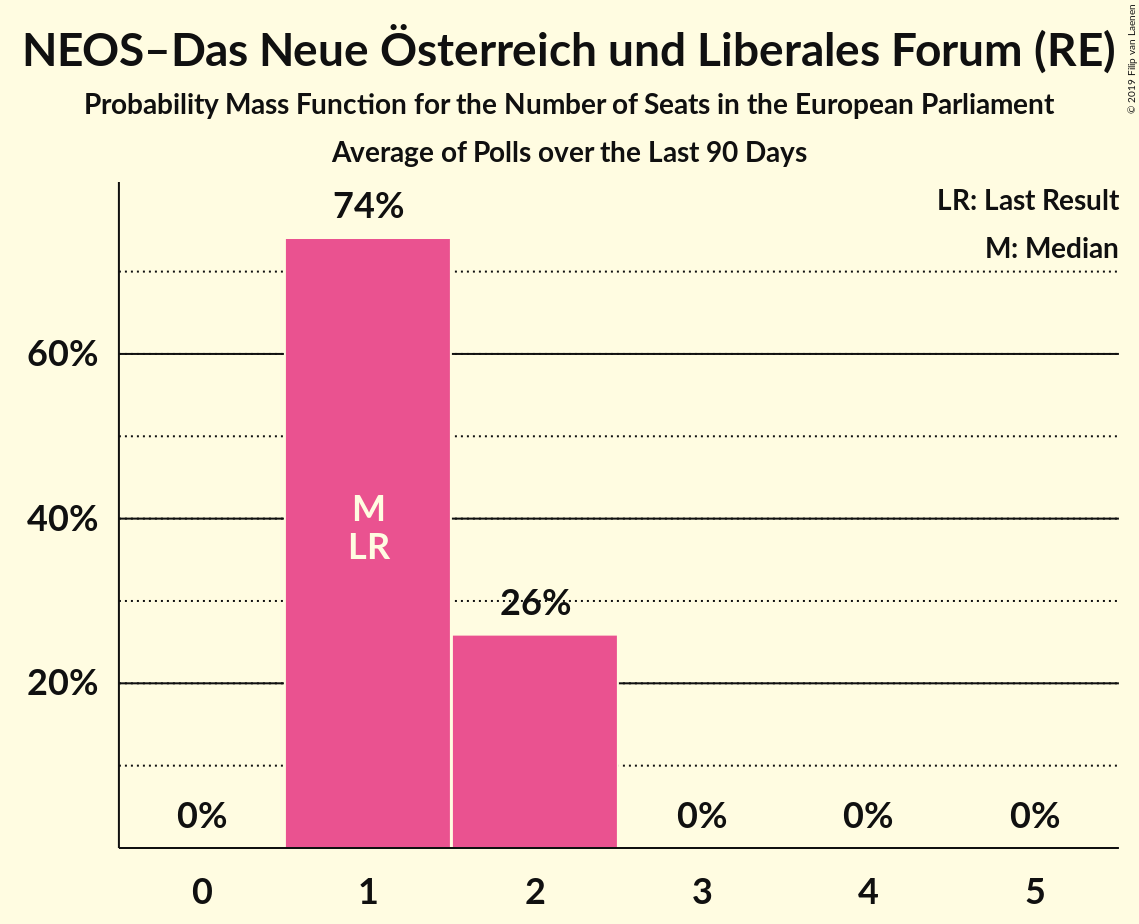 NEOS–Das Neue Österreich und Liberales Forum (RE)
Probability Mass Function for the Number of Seats in the European Parliament
Average of Polls over the Last 90 Days
© 2019 Filip van Laenen
LR: Last Result
M: Median
74%
60%
40%
20%
M
LR
26%
0%
0%
0%
0%
0 1 2 3 4 5